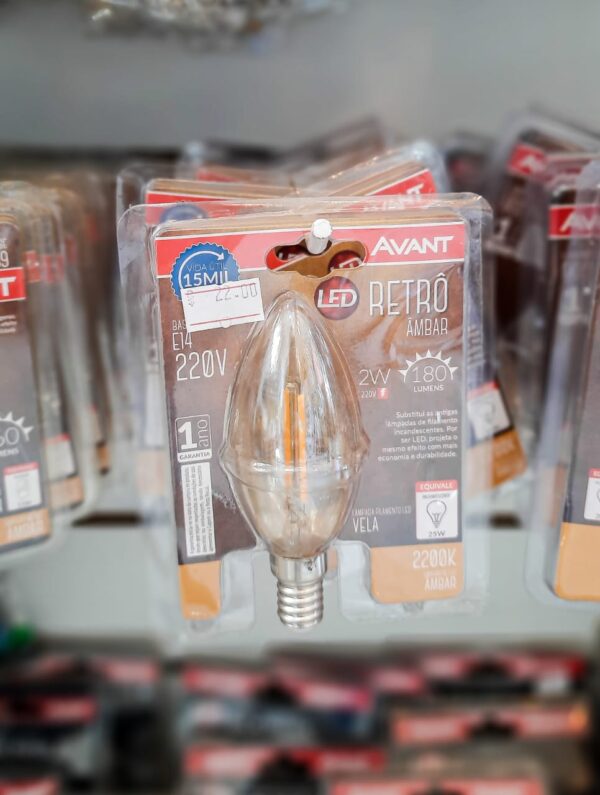 AVANT
VIDA ÚTIL
15MIL
22.00
LED
RETRÔ
ÂMBAR
E14
220V
2W
220V
180
LUMENS
Substitui as antigas
lâmpadas de filamento
incandescentes. Por
ser LED, projeta o
mesmo efeito com mais
economia e durabilidade.
1
ano
GARANTIA
EQUIVALE
25W
LÂMPADA FILAMENTO LED
VELA
2200K
ÂMBAR
LUMENS